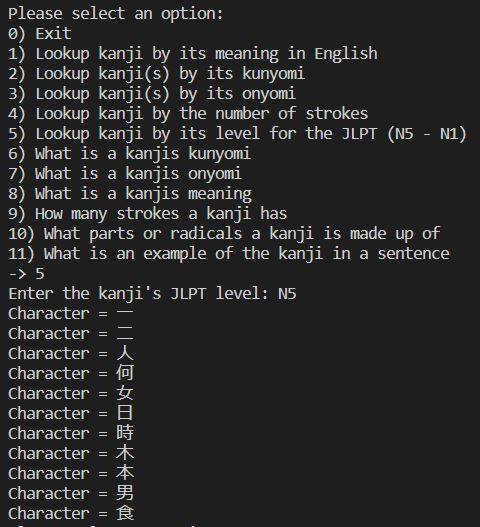 Please select an option:
0) Exit
1) Lookup kanji by its meaning in English
2) Lookup kanji(s) by its kunyomi
3) Lookup kanji(s) by its onyomi
4) Lookup kanji by the number of strokes
5) Lookup kanji by its level for the JLPT (N5 - N1)
6) What is a kanjis kunyomi
7) What is a kanjis onyomi
8) What is a kanjis meaning
9) How many strokes a kanji has
10) What parts or radicals a kanji is made up of
11) What is an example of the kanji in a sentence
-> 5
Enter the kanji's JLPT level: N5
Character = 一
Character = 二
Character = 人
Character = 何
Character = 女
Character = 日
Character = 時
Character = 木
Character = 本
Character = 男
Character = 食